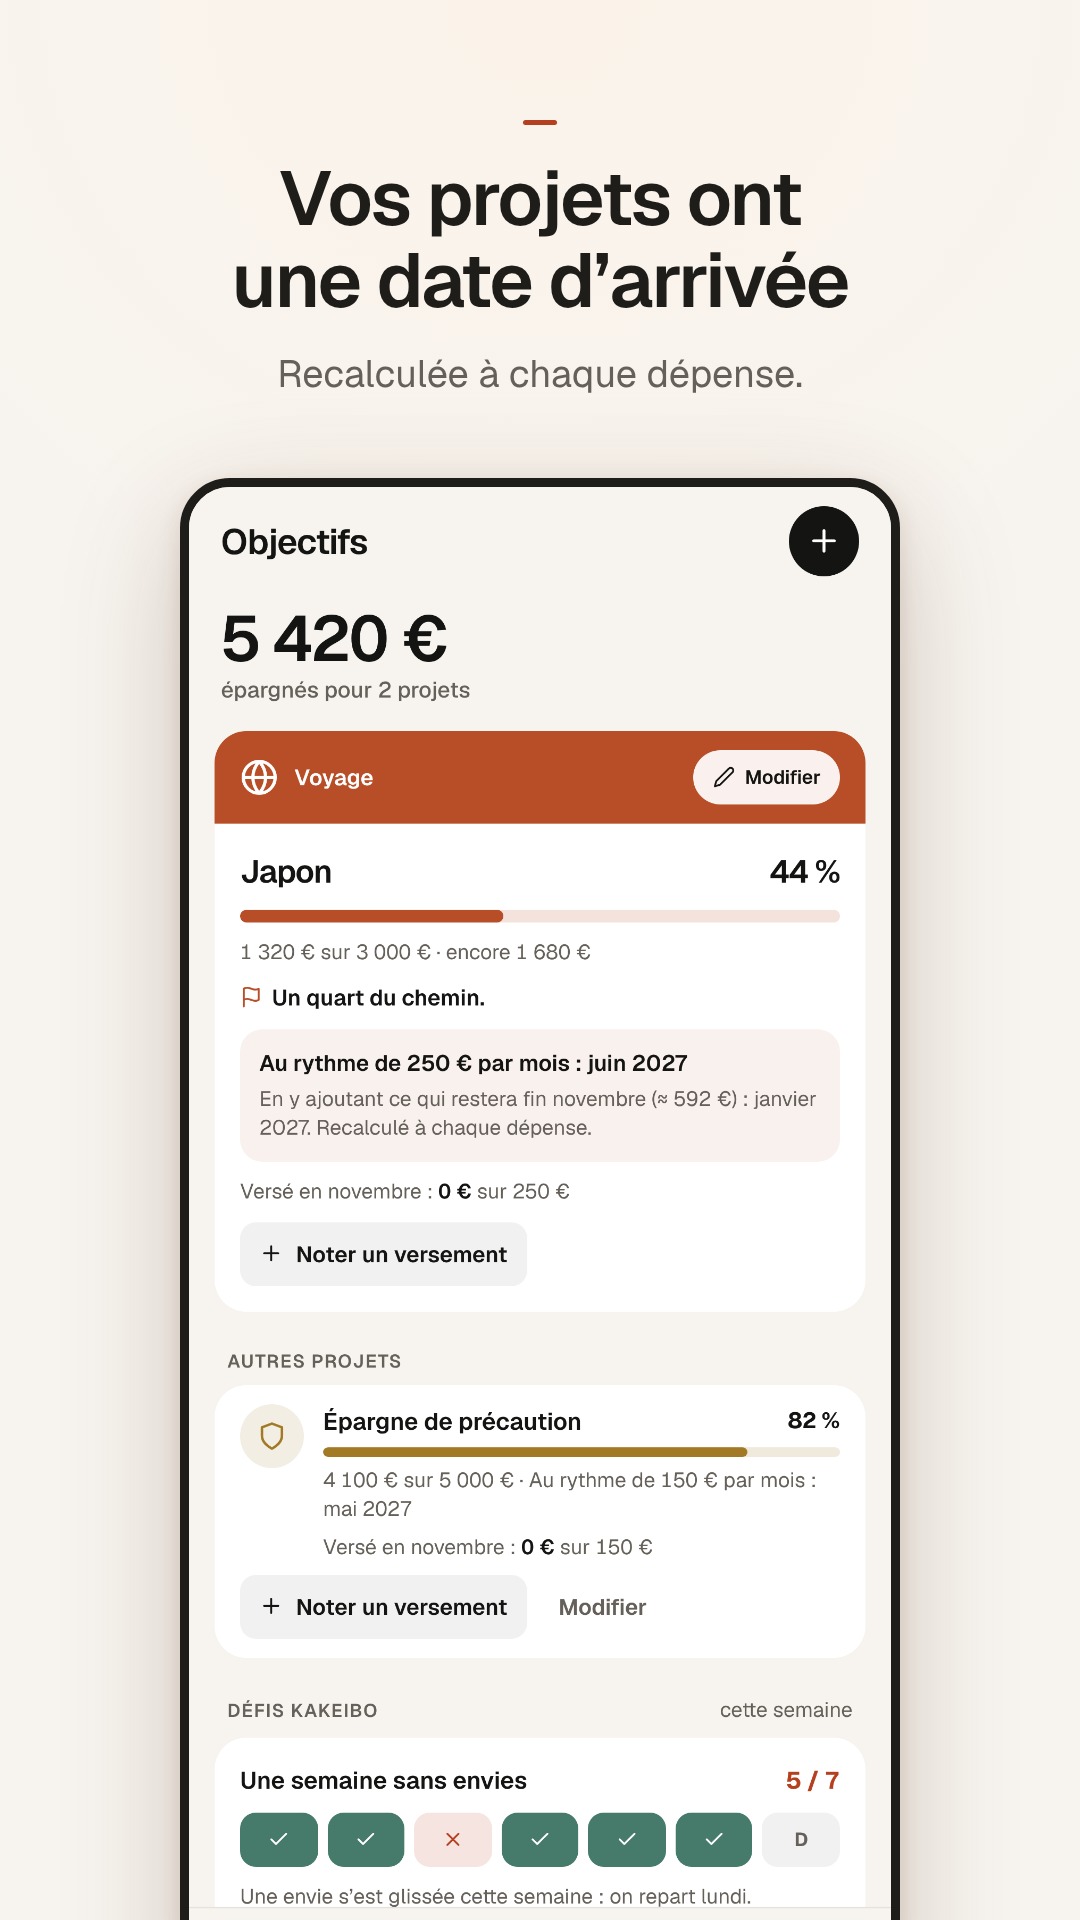 Vos projets ont
une date d’arrivée
Recalculée à chaque dépense.
Objectifs
5 420 €
épargnés pour 2 projets
Voyage
Modifier
Japon
44 %
1 320 € sur 3 000 € · encore 1 680 €
Un quart du chemin.
Au rythme de 250 € par mois : juin 2027
En y ajoutant ce qui restera fin novembre (≈ 592 €) : janvier
2027. Recalculé à chaque dépense.
Versé en novembre : 0 € sur 250 €
Noter un versement
AUTRES PROJETS
Épargne de précaution
82 %
4 100 € sur 5 000 € · Au rythme de 150 € par mois :
mai 2027
Versé en novembre : 0 € sur 150 €
Noter un versement
Modifier
DÉFIS KAKEIBO
cette semaine
Une semaine sans envies
5 / 7
D
Une envie s’est glissée cette semaine : on repart lundi.